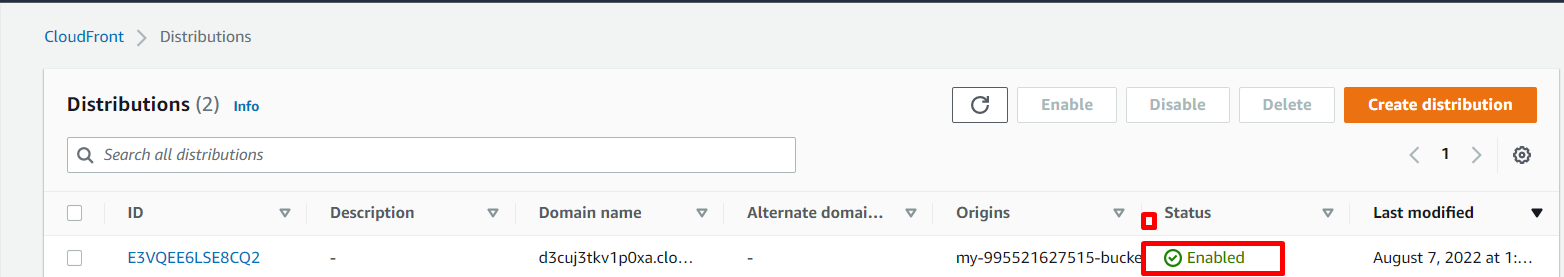 CloudFront Distributions
Distributions (2) Info Enable Disable Delete Create distribution
Search all distributions 1
ID Description Domain name Alternate domai... Origins Status Last modified
E3VQEE6LSE8CQ2 - d3cuj3tkv1p0xa.clo... - my-995521627515-bucke Enabled August 7, 2022 at 1:...